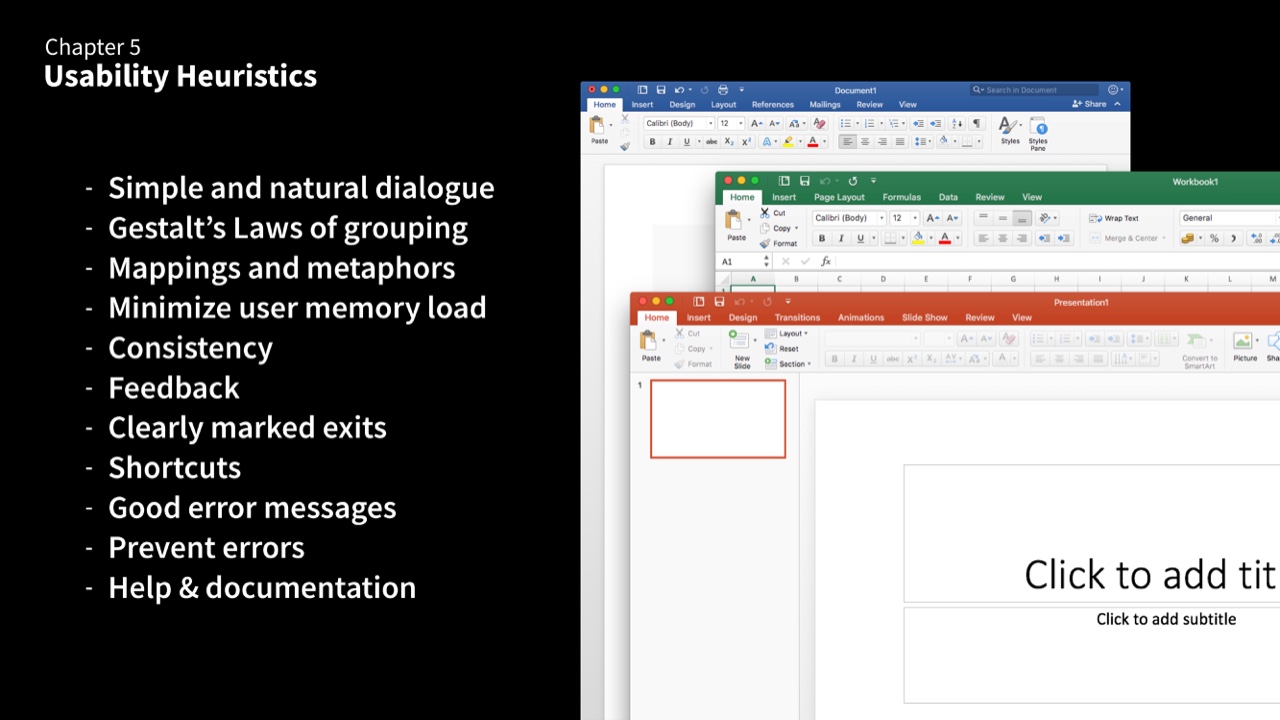 Chapter 5
Usability Heuristics
- Simple and natural dialogue
- Gestalt’s Laws of grouping
- Mappings and metaphors
- Minimize user memory load
- Consistency
- Feedback
- Clearly marked exits
- Shortcuts
- Good error messages
- Prevent errors
- Help & documentation
Document1
Search in Document
Home Insert Design Layout References Mailings Review View
Share
Paste
Calibri (Body) 12
B I U abc X₂ X²
Styles
Styles Pane
Workbook1
Home Insert Page Layout Formulas Data Review View
Paste
Cut
Copy
Format
Calibri (Body) 12
B I U
Wrap Text
Merge & Center
General
A1
fx
A B C D E F G H I J K L M
1
Presentation1
Home Insert Design Transitions Animations Slide Show Review View
Paste
Cut
Copy
Format
New Slide
Layout
Reset
Section
B I U abc X² X₂
Convert to SmartArt
Picture
1
Click to add tit
Click to add subtitle